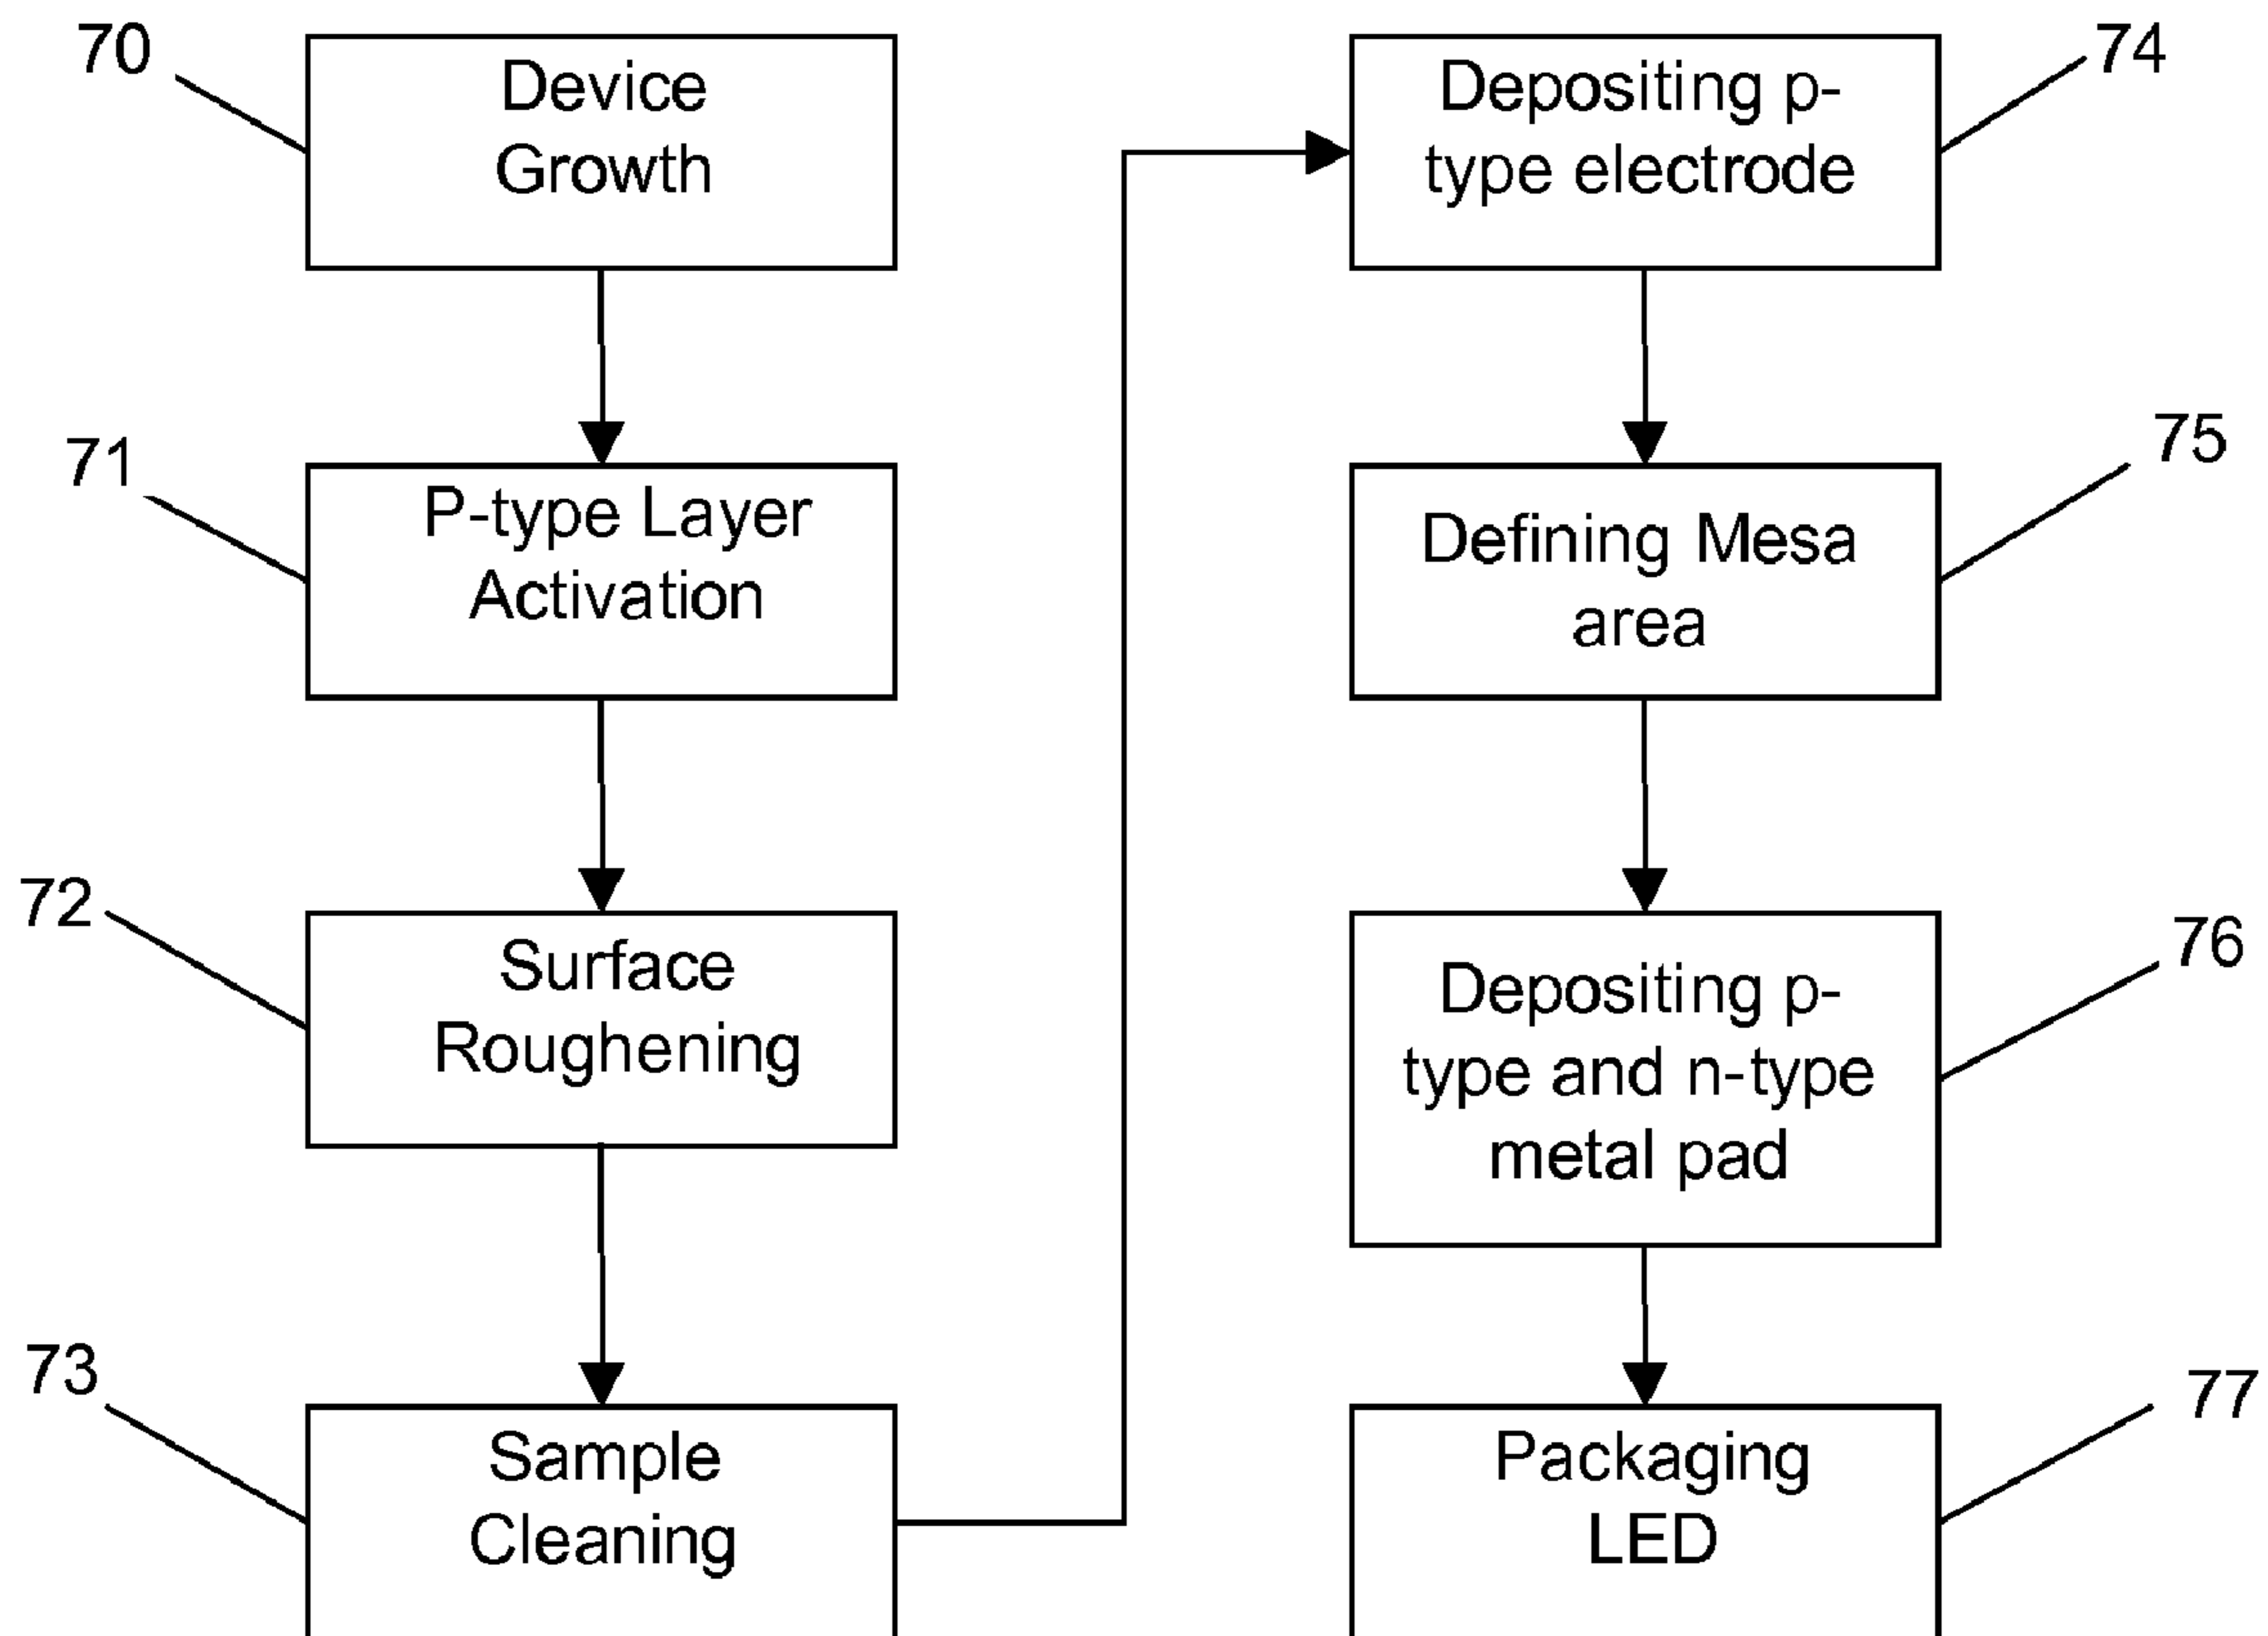 70
Device
Growth
71
P-type Layer
Activation
72
Surface
Roughening
73
Sample
Cleaning
74
Depositing p-
type electrode
75
Defining Mesa
area
76
Depositing p-
type and n-type
metal pad
77
Packaging
LED